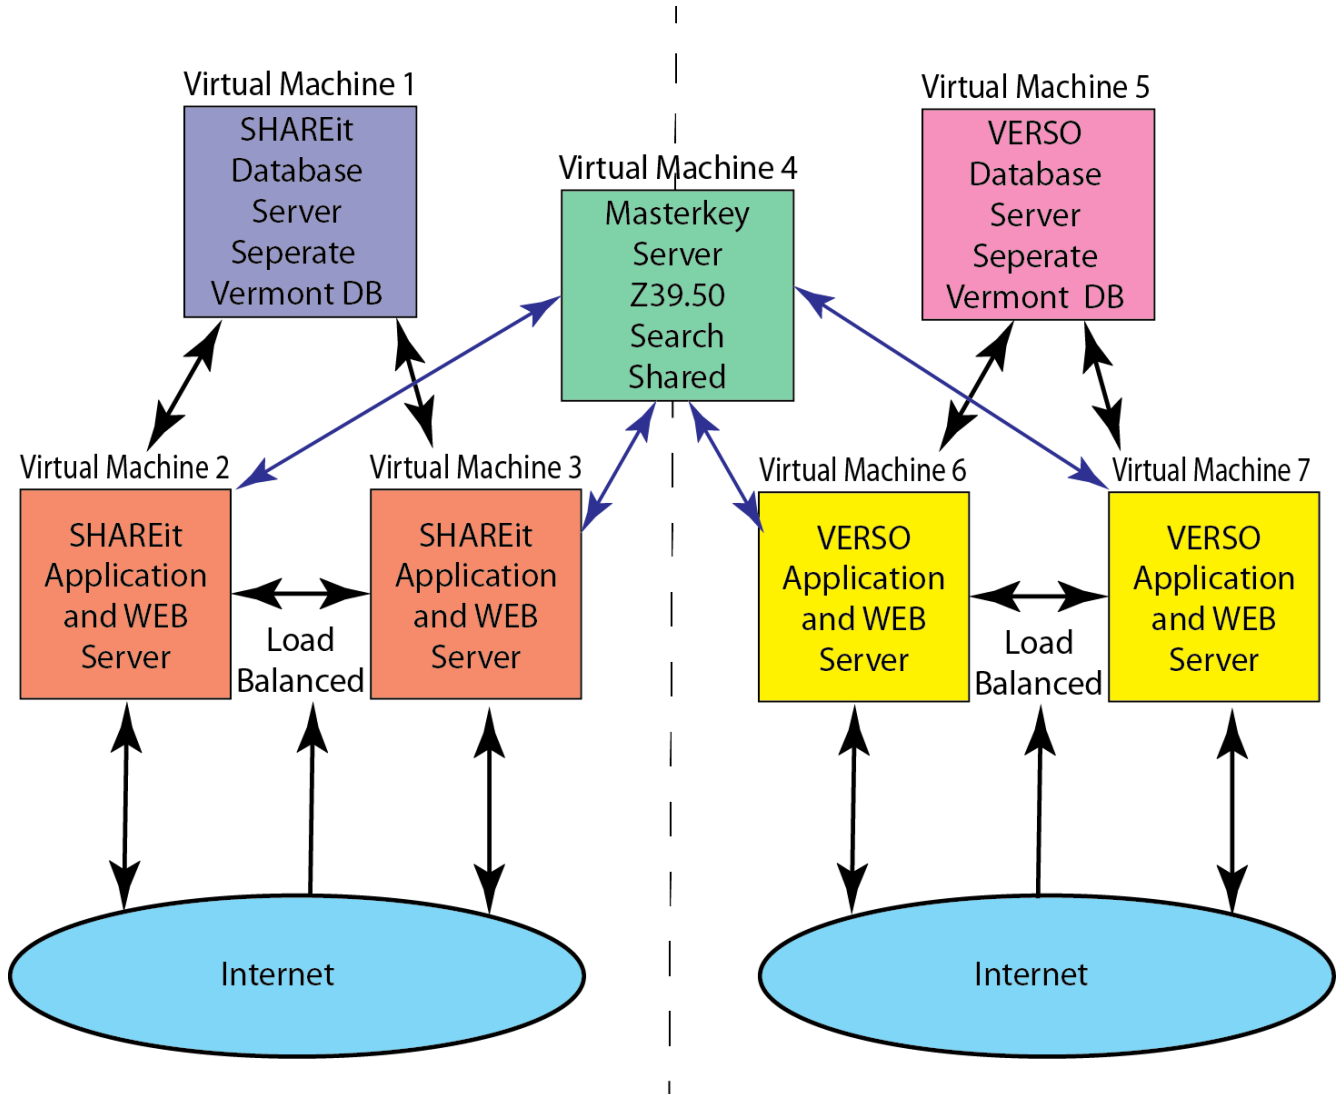 Virtual Machine 1
SHAREit
Database
Server
Seperate
Vermont DB
Virtual Machine 4
Masterkey
Server
Z39.50
Search
Shared
Virtual Machine 5
VERSO
Database
Server
Seperate
Vermont DB
Virtual Machine 2
SHAREit
Application
and WEB
Server
Load
Balanced
Virtual Machine 3
SHAREit
Application
and WEB
Server
Virtual Machine 6
VERSO
Application
and WEB
Server
Load
Balanced
Virtual Machine 7
VERSO
Application
and WEB
Server
Internet
Internet